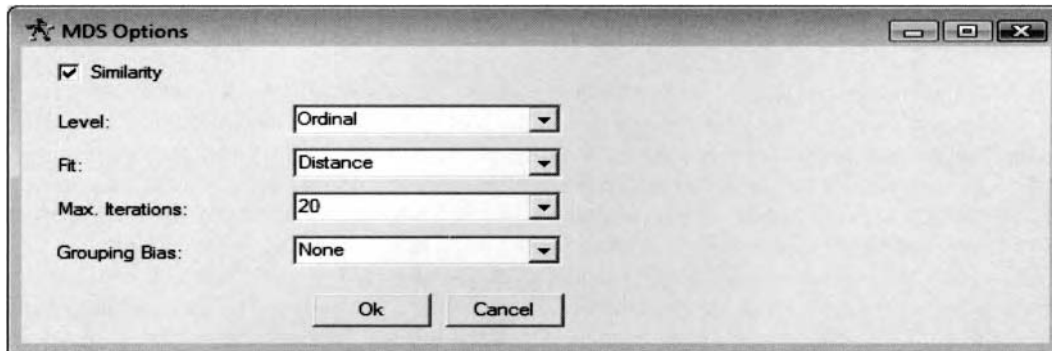 MDS Options
Similarity
Level: Ordinal
Fit: Distance
Max. Iterations: 20
Grouping Bias: None
Ok Cancel